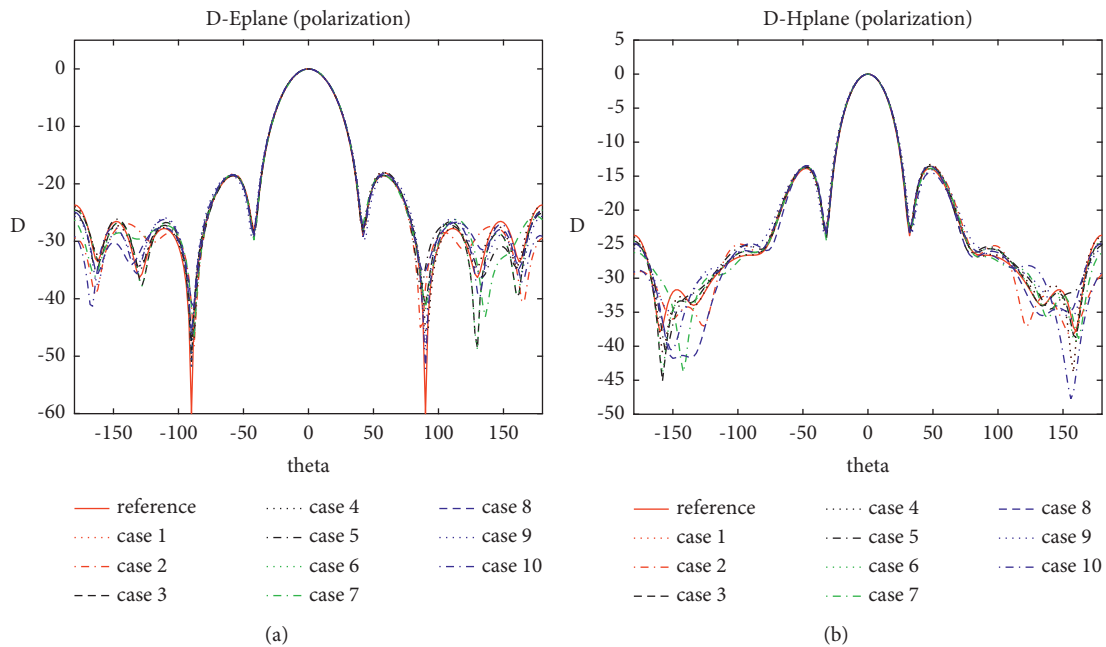 D-Eplane (polarization)
0
-10
-20
-30
-40
-50
-60
D
-150
-100
-50
0
50
100
150
theta
reference
case 1
case 2
case 3
case 4
case 5
case 6
case 7
case 8
case 9
case 10
(a)
D-Hplane (polarization)
5
0
-5
-10
-15
-20
-25
-30
-35
-40
-45
-50
D
-150
-100
-50
0
50
100
150
theta
reference
case 1
case 2
case 3
case 4
case 5
case 6
case 7
case 8
case 9
case 10
(b)